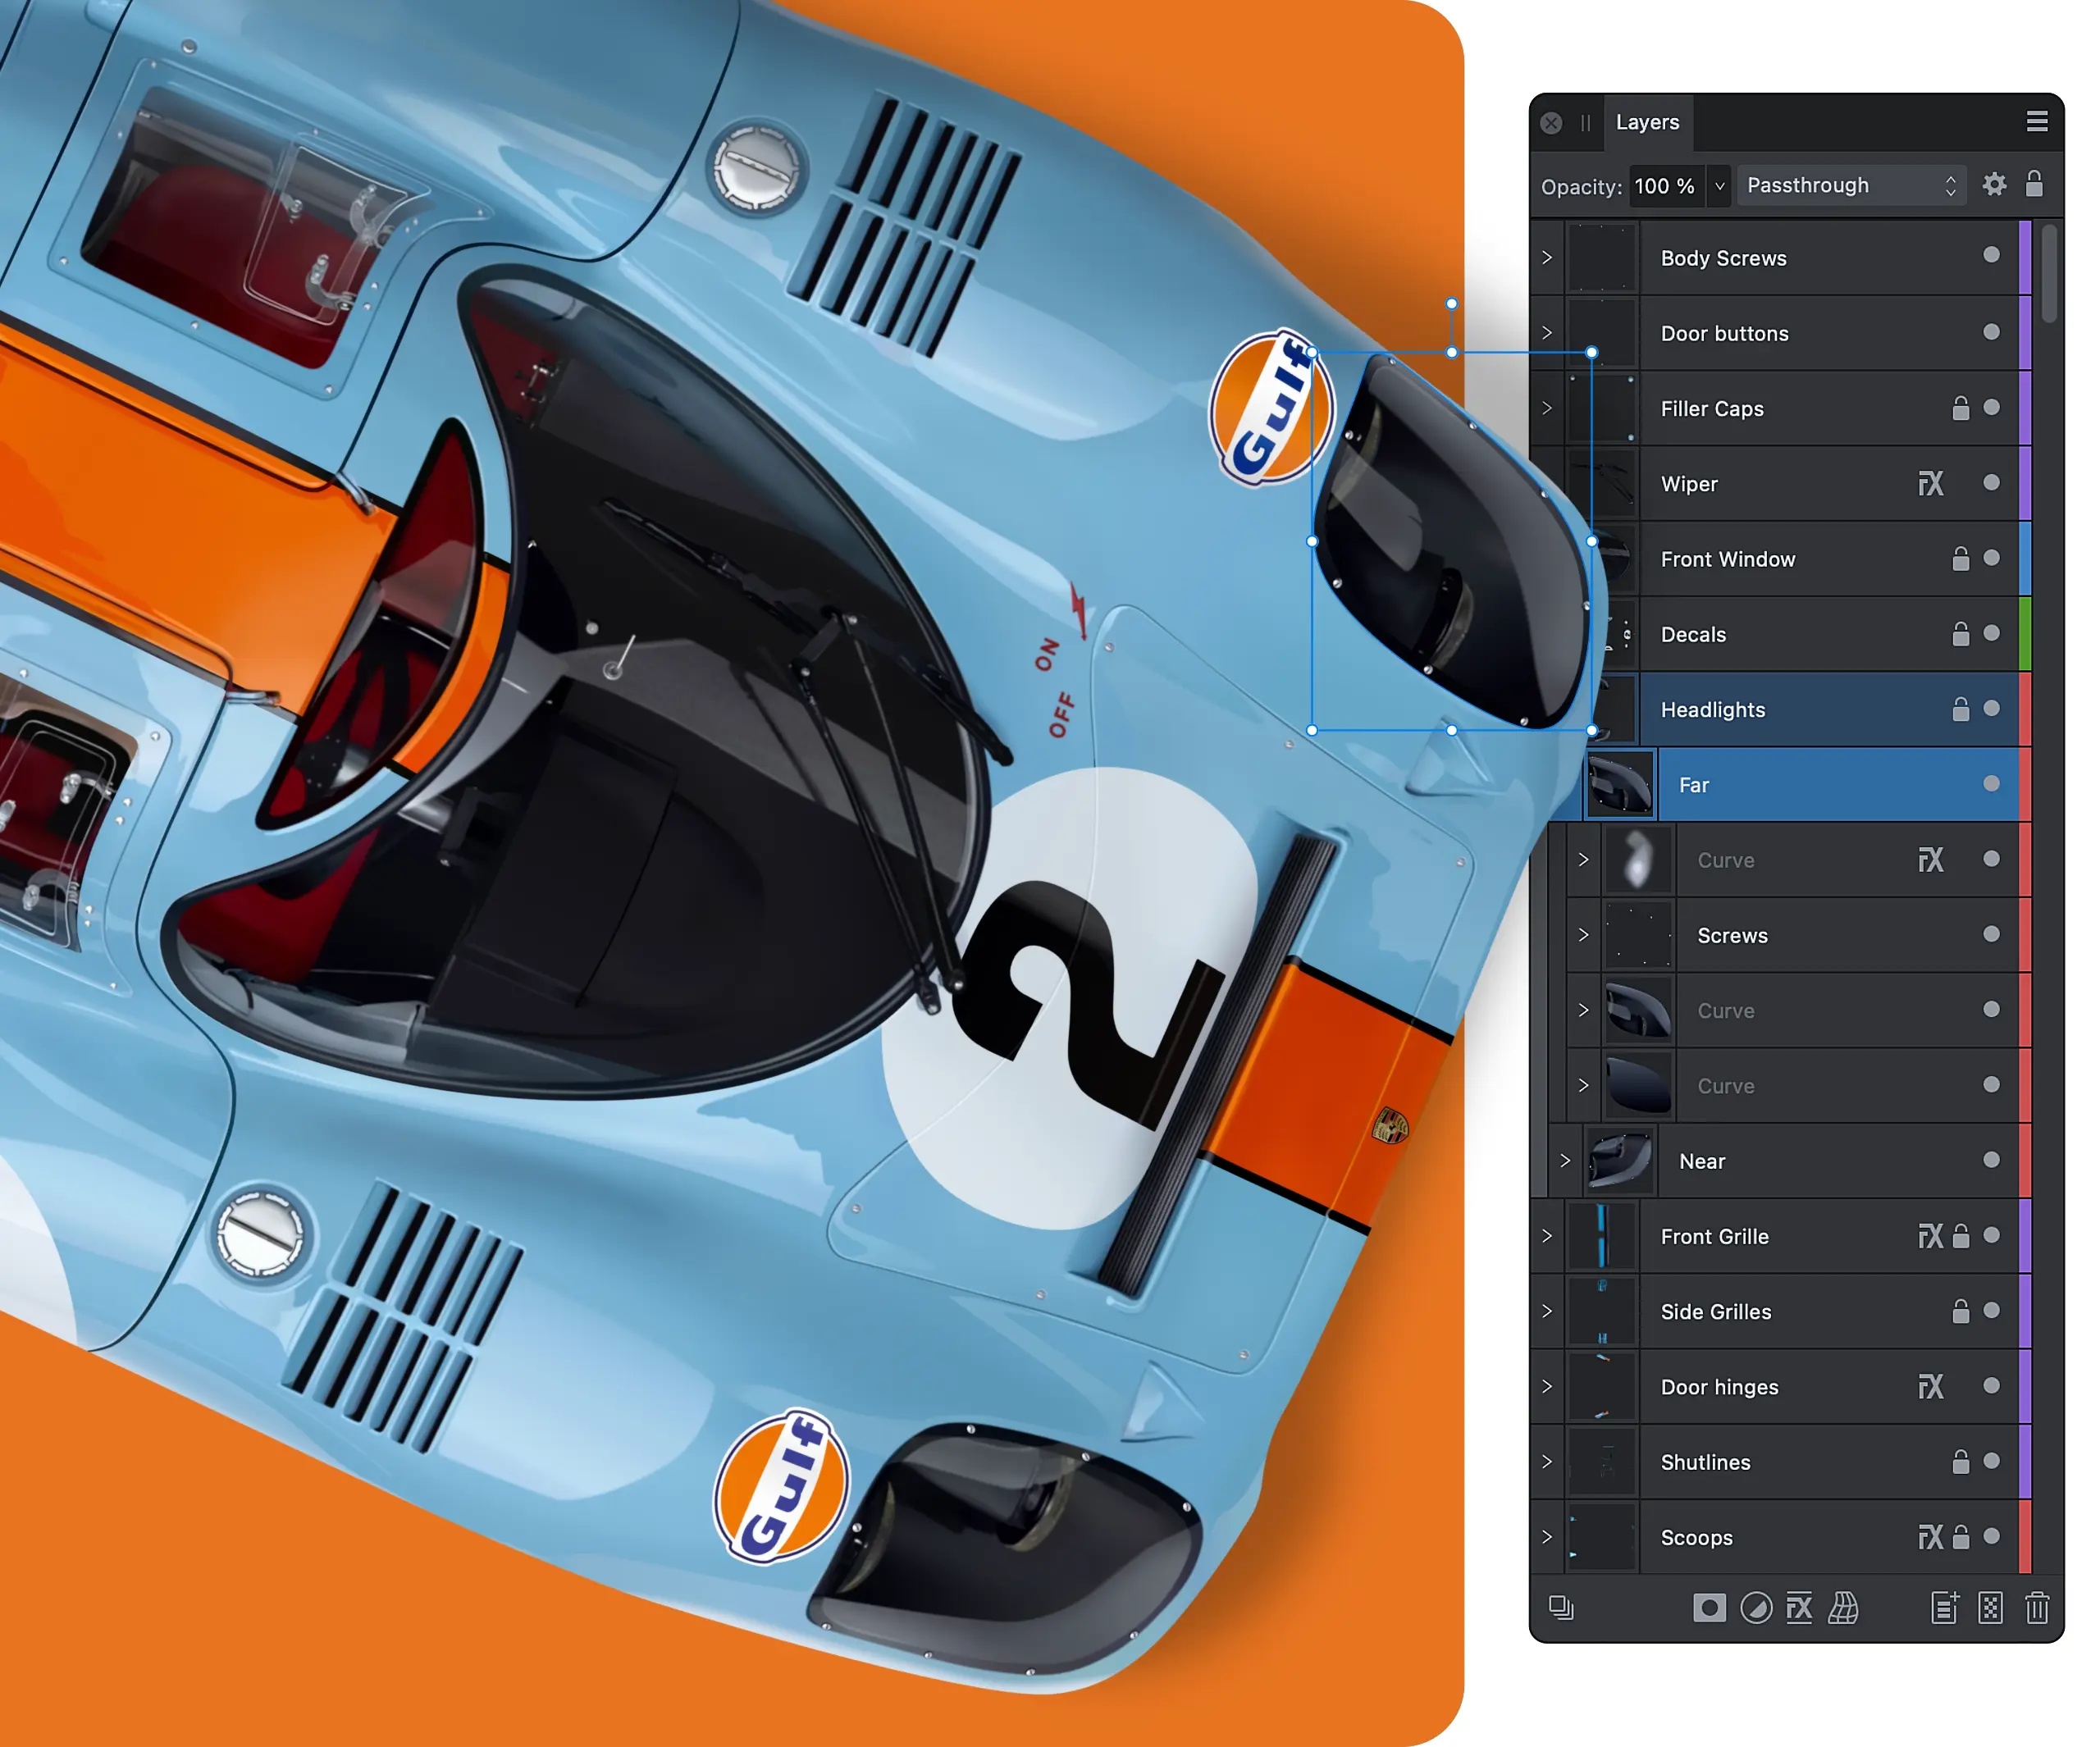 Gulf
ON
OFF
2
Gulf
Layers
Opacity: 100 % Passthrough
Body Screws
Door buttons
Filler Caps
Wiper FX
Front Window
Decals
Headlights
Far
Curve FX
Screws
Curve
Curve
Near
Front Grille FX
Side Grilles
Door hinges FX
Shutlines
Scoops FX
FX